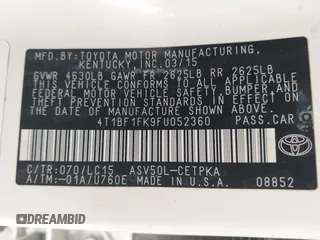 MFD.BY:TOYOTA MOTOR MANUFACTURING,
KENTUCKY, INC.03/15
GVWR 4630LB GAWR FR 2625LB RR 2625LB
THIS VEHICLE CONFORMS TO ALL APPLICABLE
FEDERAL MOTOR VEHICLE SAFETY, BUMPER,
AND THEFT PREVENTION STANDARDS IN EFFECT
ON THE DATE OF MANUFACTURE SHOWN ABOVE.
4T1BF1FK9FU052360 PASS.CAR
TOYOTA
C/TR:070/LC15 ASV50L-CETPKA
A/TM:-01A/U760E MADE IN U.S.A. 08852
DREAMBID